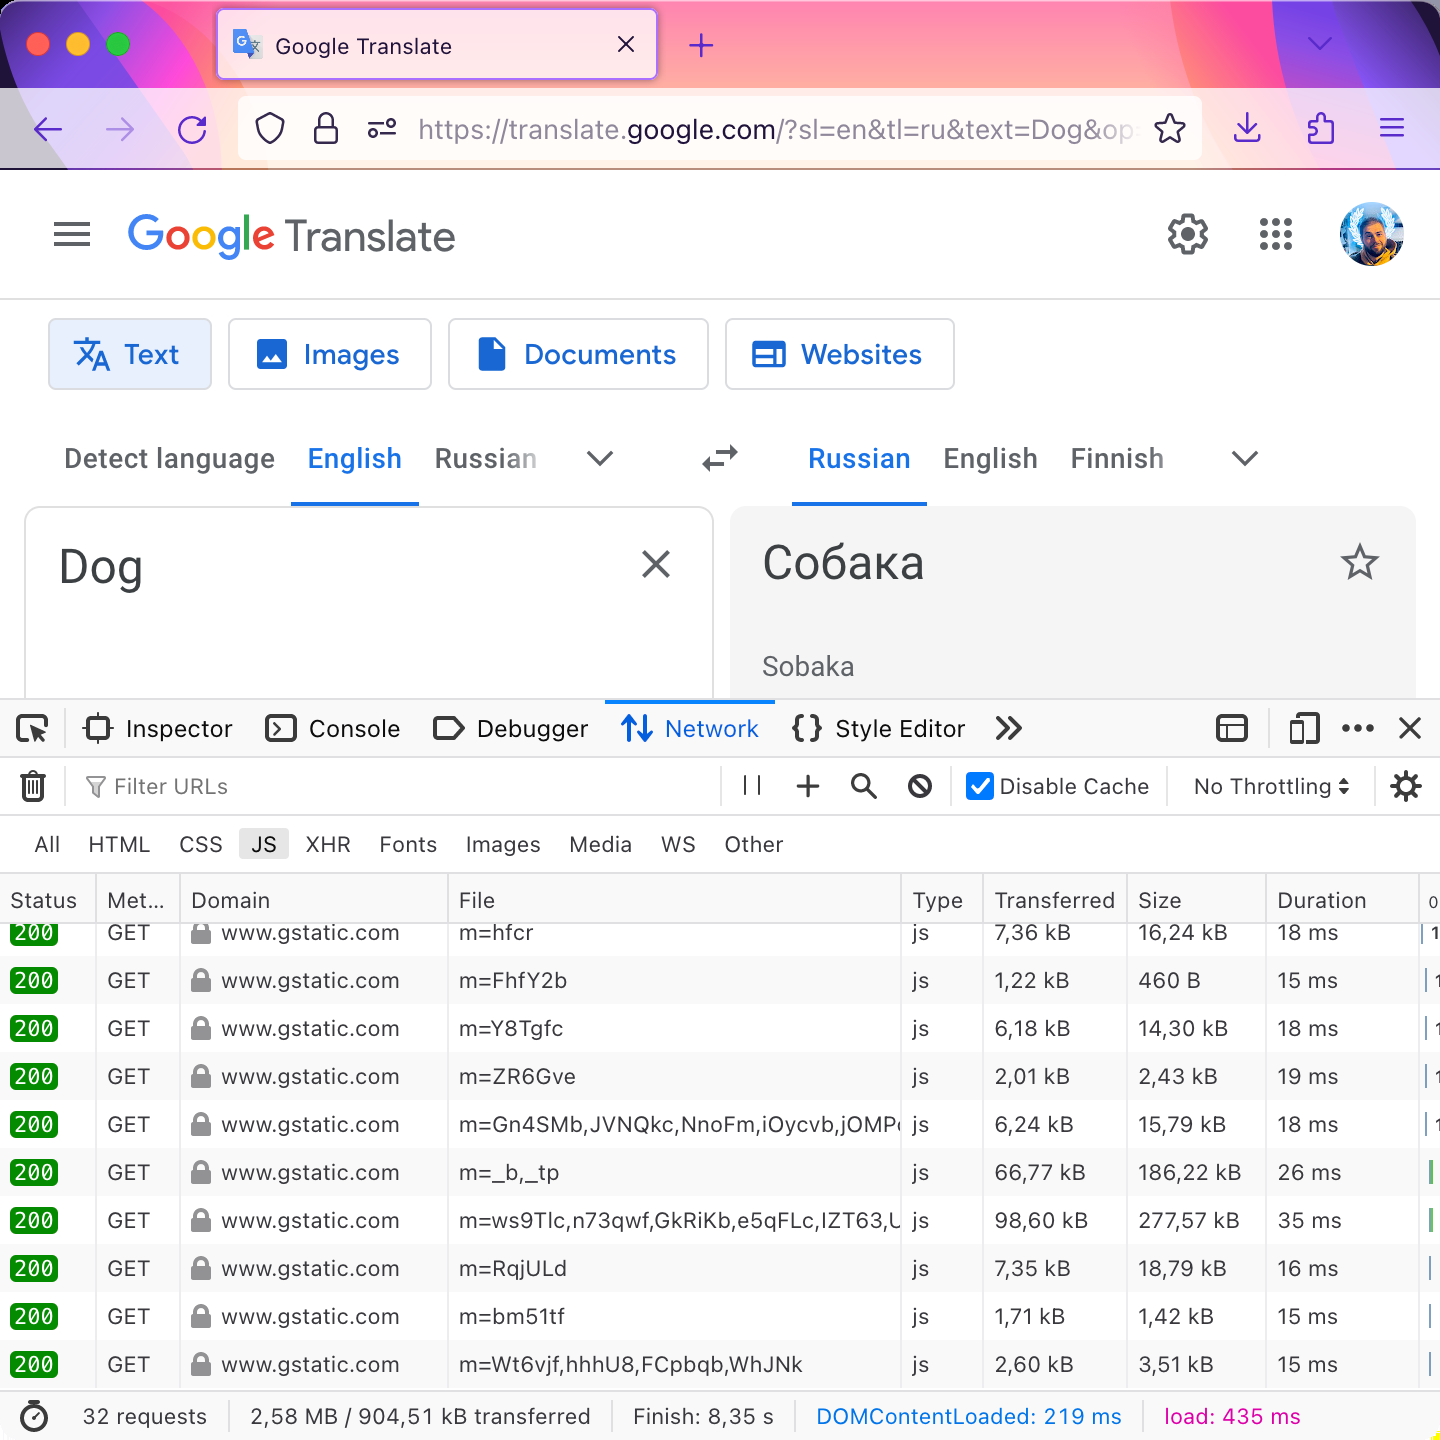 Google Translate
https://translate.google.com/?sl=en&tl=ru&text=Dog&op
Google Translate
Text Images Documents Websites
Detect language English Russian Russian English Finnish
Dog Собака
Sobaka
Inspector Console Debugger Network Style Editor
Filter URLs Disable Cache No Throttling
All HTML CSS JS XHR Fonts Images Media WS Other
Status Met... Domain File Type Transferred Size Duration 0
200 GET www.gstatic.com m=hfcr js 7,36 kB 16,24 kB 18 ms 1
200 GET www.gstatic.com m=FhfY2b js 1,22 kB 460 B 15 ms 1
200 GET www.gstatic.com m=Y8Tgfc js 6,18 kB 14,30 kB 18 ms 1
200 GET www.gstatic.com m=ZR6Gve js 2,01 kB 2,43 kB 19 ms 1
200 GET www.gstatic.com m=Gn4SMb,JVNQkc,NnoFm,iOycvb,jOMP js 6,24 kB 15,79 kB 18 ms 1
200 GET www.gstatic.com m=_b,_tp js 66,77 kB 186,22 kB 26 ms
200 GET www.gstatic.com m=ws9Tlc,n73qwf,GkRiKb,e5qFLc,IZT63,U js 98,60 kB 277,57 kB 35 ms
200 GET www.gstatic.com m=RqjULd js 7,35 kB 18,79 kB 16 ms
200 GET www.gstatic.com m=bm51tf js 1,71 kB 1,42 kB 15 ms
200 GET www.gstatic.com m=Wt6vjf,hhhU8,FCpbqb,WhJNk js 2,60 kB 3,51 kB 15 ms
32 requests 2,58 MB / 904,51 kB transferred Finish: 8,35 s DOMContentLoaded: 219 ms load: 435 ms